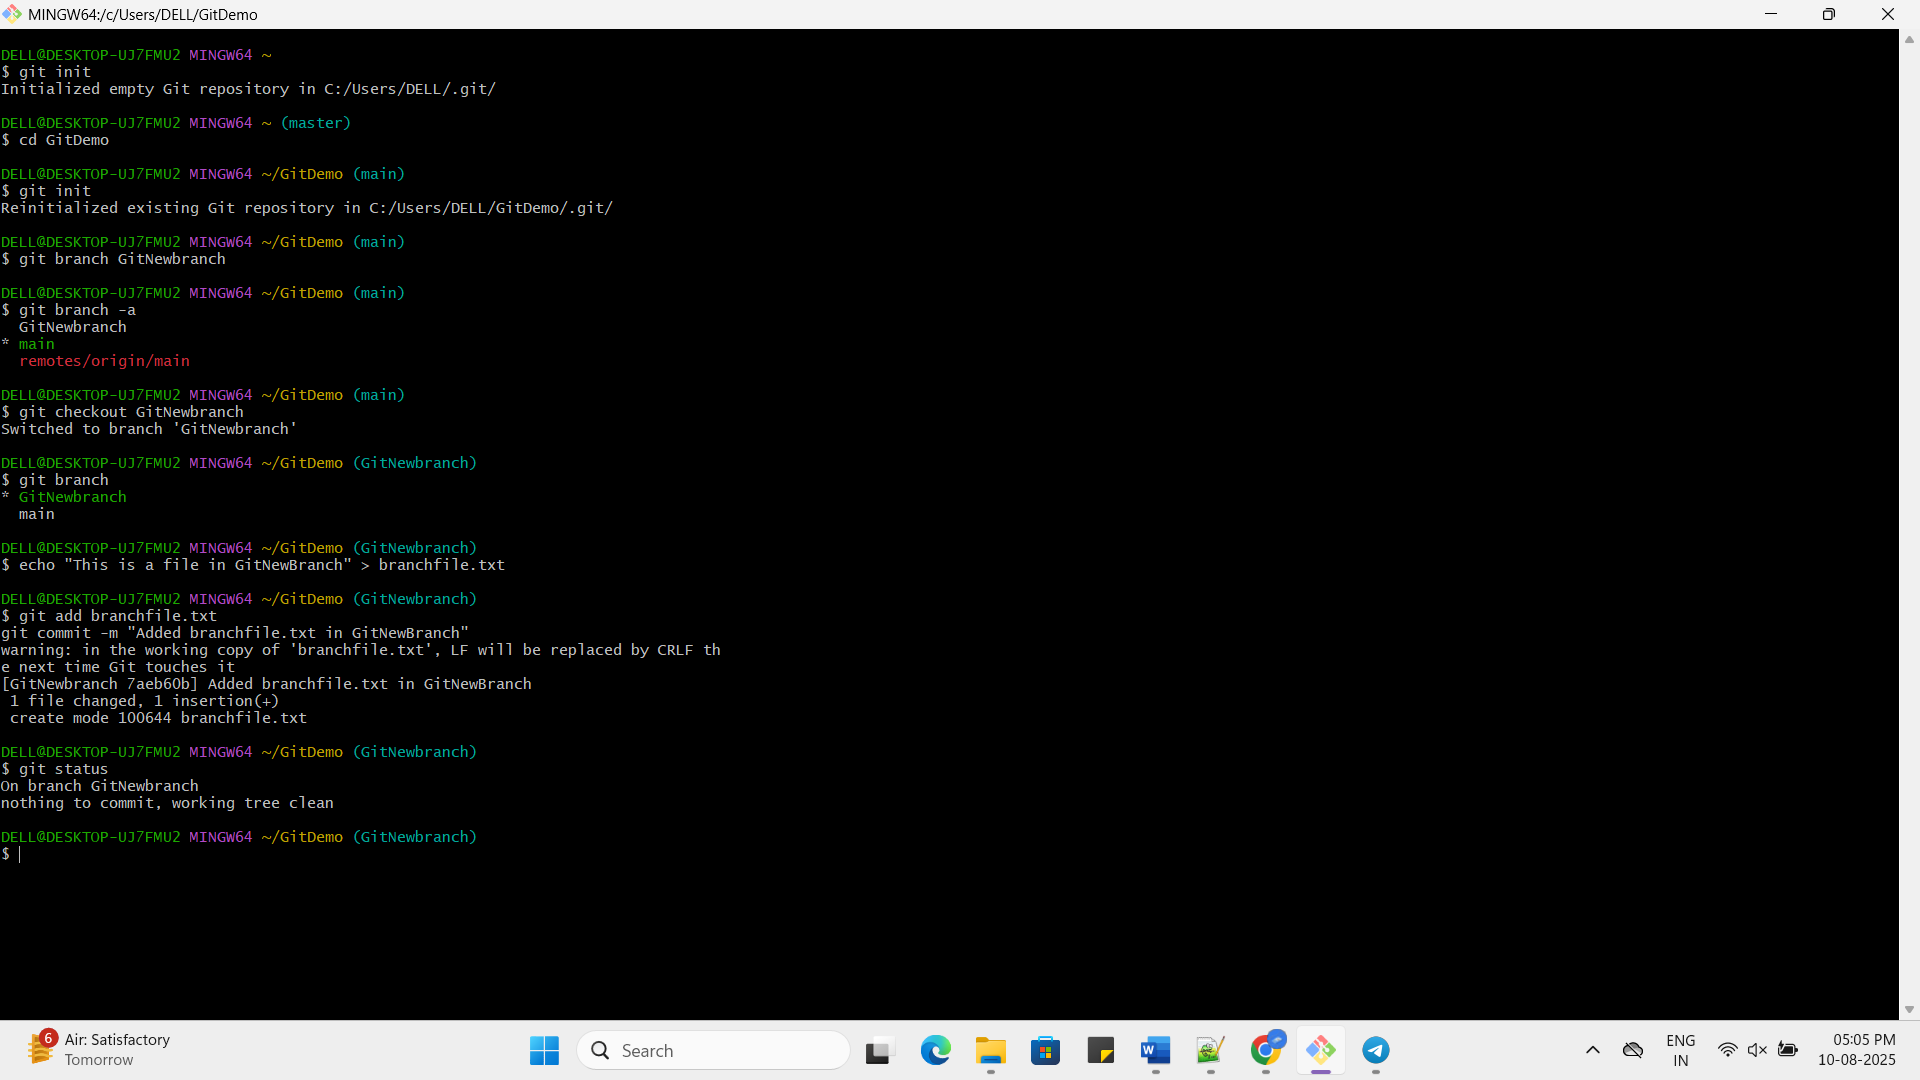 MINGW64:/c/Users/DELL/GitDemo
DELL@DESKTOP-UJ7FMU2 MINGW64 ~
$ git init
Initialized empty Git repository in C:/Users/DELL/.git/
DELL@DESKTOP-UJ7FMU2 MINGW64 ~ (master)
$ cd GitDemo
DELL@DESKTOP-UJ7FMU2 MINGW64 ~/GitDemo (main)
$ git init
Reinitialized existing Git repository in C:/Users/DELL/GitDemo/.git/
DELL@DESKTOP-UJ7FMU2 MINGW64 ~/GitDemo (main)
$ git branch GitNewbranch
DELL@DESKTOP-UJ7FMU2 MINGW64 ~/GitDemo (main)
$ git branch -a
  GitNewbranch
* main
  remotes/origin/main
DELL@DESKTOP-UJ7FMU2 MINGW64 ~/GitDemo (main)
$ git checkout GitNewbranch
Switched to branch 'GitNewbranch'
DELL@DESKTOP-UJ7FMU2 MINGW64 ~/GitDemo (GitNewbranch)
$ git branch
* GitNewbranch
  main
DELL@DESKTOP-UJ7FMU2 MINGW64 ~/GitDemo (GitNewbranch)
$ echo "This is a file in GitNewBranch" > branchfile.txt
DELL@DESKTOP-UJ7FMU2 MINGW64 ~/GitDemo (GitNewbranch)
$ git add branchfile.txt
git commit -m "Added branchfile.txt in GitNewBranch"
warning: in the working copy of 'branchfile.txt', LF will be replaced by CRLF th
e next time Git touches it
[GitNewbranch 7aeb60b] Added branchfile.txt in GitNewBranch
 1 file changed, 1 insertion(+)
 create mode 100644 branchfile.txt
DELL@DESKTOP-UJ7FMU2 MINGW64 ~/GitDemo (GitNewbranch)
$ git status
On branch GitNewbranch
nothing to commit, working tree clean
DELL@DESKTOP-UJ7FMU2 MINGW64 ~/GitDemo (GitNewbranch)
$
6
Air: Satisfactory
Tomorrow
Search
W
ENG
IN
05:05 PM
10-08-2025